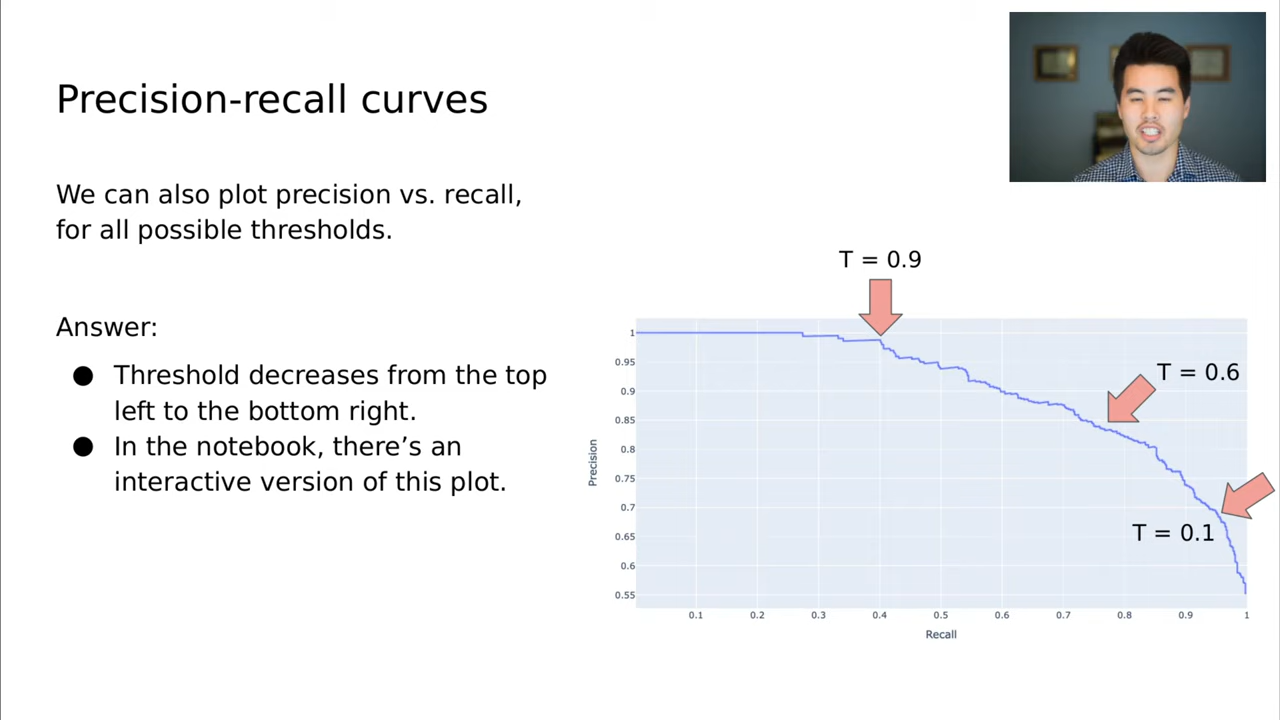 Precision-recall curves
We can also plot precision vs. recall,
for all possible thresholds.
Answer:
● Threshold decreases from the top
left to the bottom right.
● In the notebook, there’s an
interactive version of this plot.
T = 0.9
T = 0.6
T = 0.1
Precision
1
0.95
0.9
0.85
0.8
0.75
0.7
0.65
0.6
0.55
0.1 0.2 0.3 0.4 0.5 0.6 0.7 0.8 0.9 1
Recall